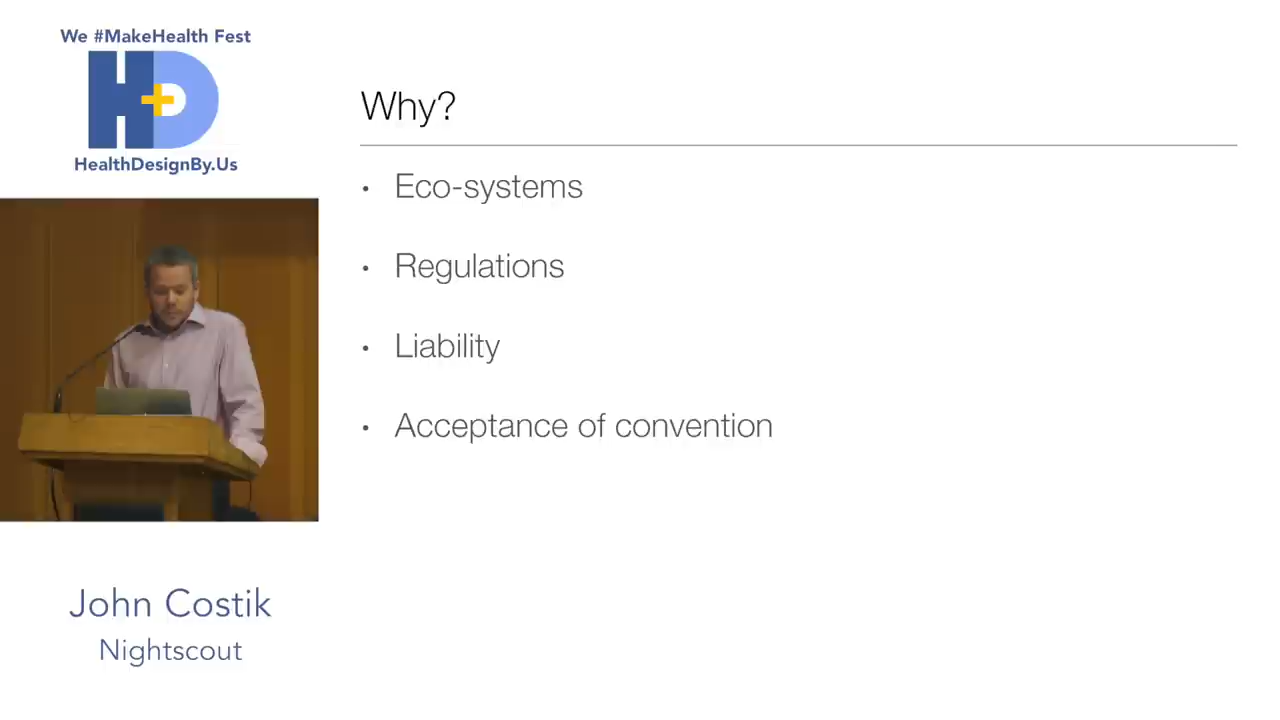 We #MakeHealth Fest
H+D
HealthDesignBy.Us
Why?
• Eco-systems
• Regulations
• Liability
• Acceptance of convention
John Costik
Nightscout